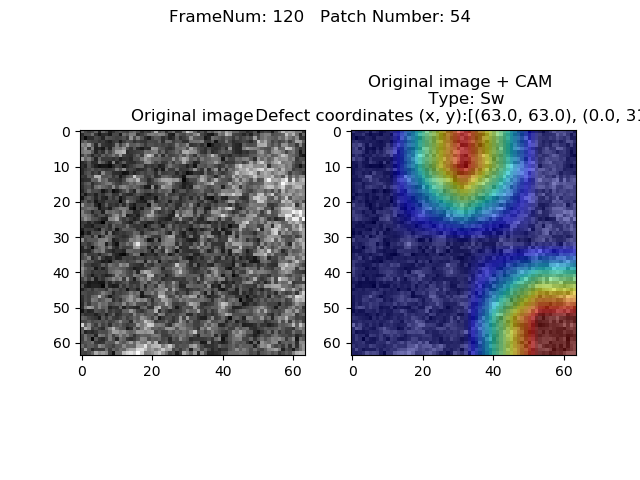 FrameNum: 120   Patch Number: 54
Original image + CAM
Type: Sw
Original image
Defect coordinates (x, y):[(63.0, 63.0), (0.0, 31
0
10
20
30
40
50
60
0 20 40 60
0
10
20
30
40
50
60
0 20 40 60